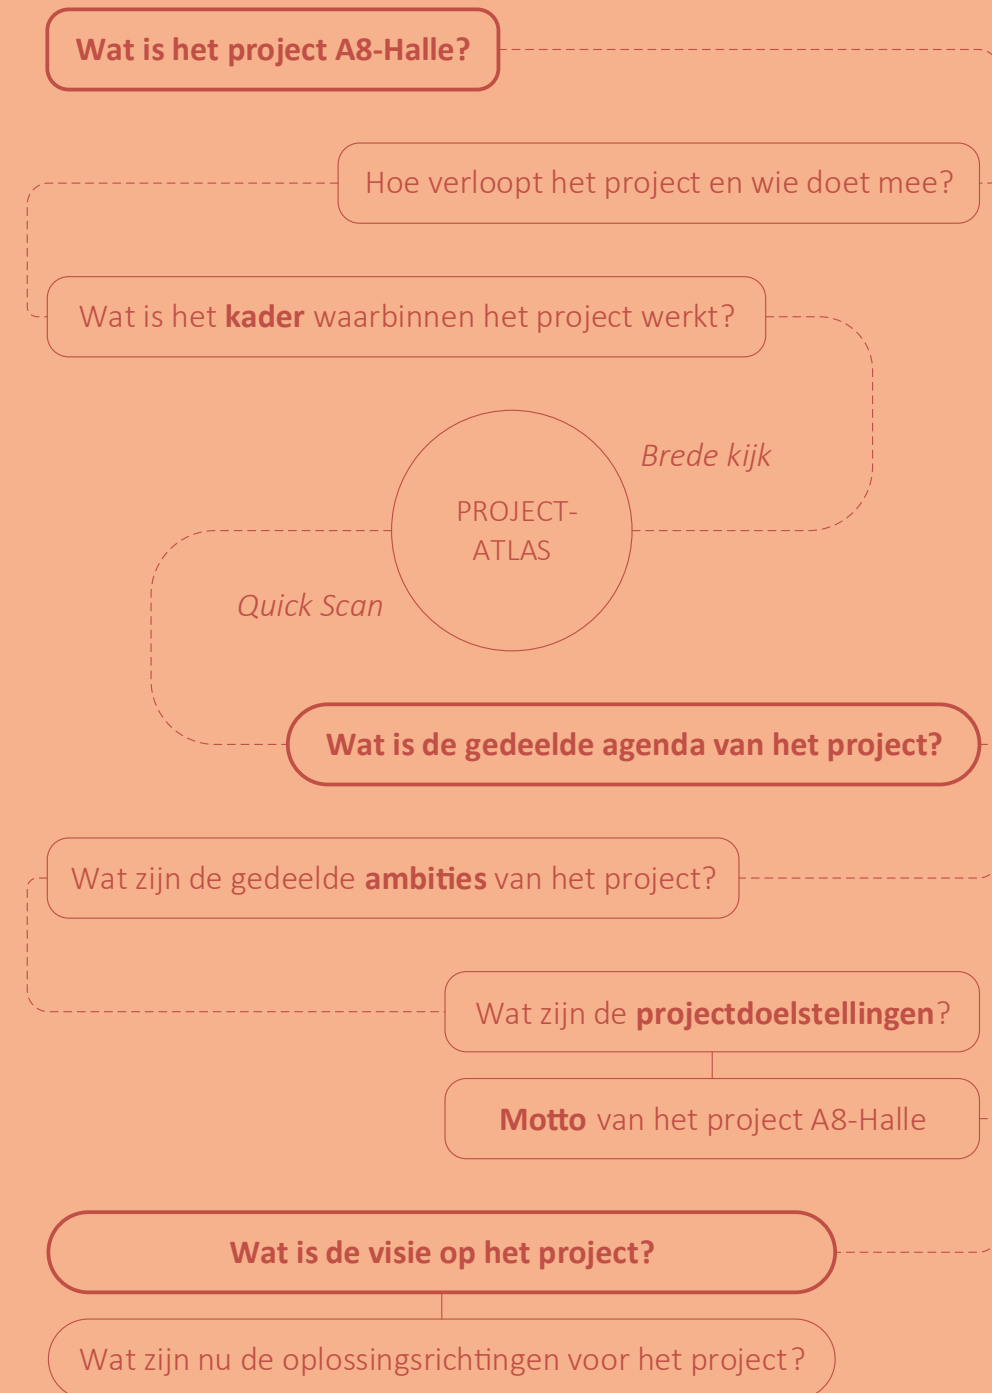 Wat is het project A8-Halle?
Hoe verloopt het project en wie doet mee?
Wat is het kader waarbinnen het project werkt?
Brede kijk
PROJECT-
ATLAS
Quick Scan
Wat is de gedeelde agenda van het project?
Wat zijn de gedeelde ambities van het project?
Wat zijn de projectdoelstellingen?
Motto van het project A8-Halle
Wat is de visie op het project?
Wat zijn nu de oplossingsrichtingen voor het project?